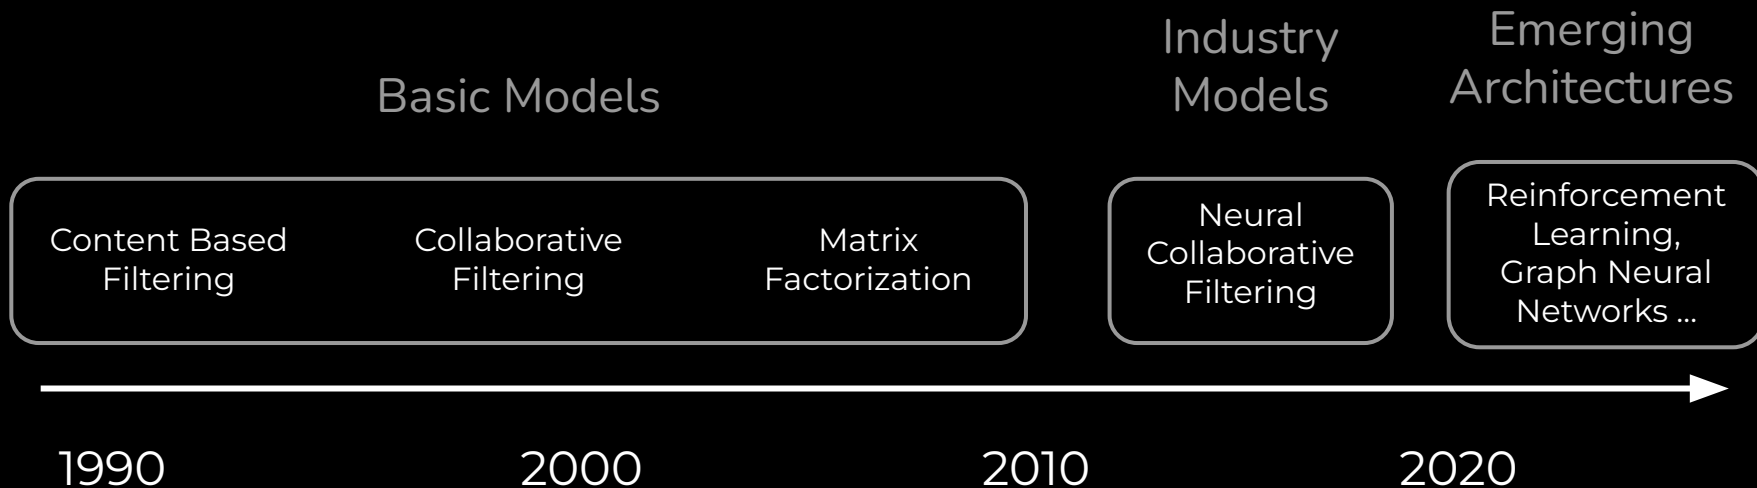 Basic Models
Industry
Models
Emerging
Architectures
Content Based
Filtering
Collaborative
Filtering
Matrix
Factorization
Neural
Collaborative
Filtering
Reinforcement
Learning,
Graph Neural
Networks ...
1990
2000
2010
2020